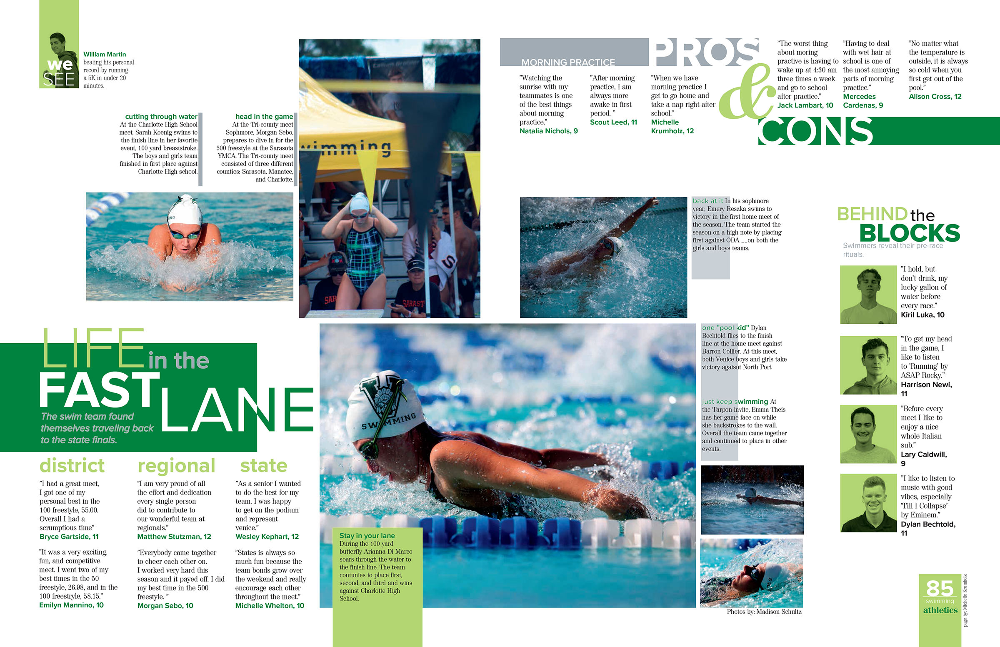 we
SEE
William Martin
beating his personal
record by running
a 5K in under 20
minutes.
cutting through water
At the Charlotte High School
meet, Sarah Koenig swims to
the finish line in her favorite
event, 100 yard breaststroke.
The boys and girls team
finished in first place against
Charlotte High school.
head in the game
At the Tri-county meet
Sophmore, Morgan Sebo,
prepares to dive in for the
500 freestyle at the Sarasota
YMCA. The Tri-county meet
consisted of three different
counties: Sarasota, Manatee,
and Charlotte.
wimming
S
SARAST
LIFE in the
FAST LANE
The swim team found
themselves traveling back
to the state finals.
district
"I had a great meet,
I got one of my
personal best in the
100 freestyle, 55.00.
Overall I had a
scrumptious time"
Bryce Gartside, 11
"It was a very exciting,
fun, and competitive
meet. I went two of my
best times in the 50
freestyle, 26.98, and in the
100 freestryle, 58.15."
Emilyn Mannino, 10
regional
"I am very proud of all
the effort and dedication
every single person
did to contribute to
our wonderful team at
regionals."
Matthew Stutzman, 12
"Everybody came together
to cheer each other on.
I worked very hard this
season and it payed off. I did
my best time in the 500
freestyle. "
Morgan Sebo, 10
state
"As a senior I wanted
to do the best for my
team. I was happy
to get on the podium
and represent
venice."
Wesley Kephart, 12
"States is always so
much fun because the
team bonds grow over
the weekend and really
encourage each other
throughout the meet."
Michelle Whelton, 10
V
SWIMMING
Stay in your lane
During the 100 yard
butterfly Arianna Di Marco
soars through the water to
the finish line. The team
contunies to place first,
second, and third and wins
against Charlotte High
School.
MORNING PRACTICE
PROS
&
CONS
"Watching the
sunrise with my
teammates is one
of the best things
about morning
practice."
Natalia Nichols, 9
"After morning
practice, I am
always more
awake in first
period. "
Scout Leed, 11
"When we have
morning practice I
get to go home and
take a nap right after
school."
Michelle
Krumholz, 12
"The worst thing
about moring
practive is having to
wake up at 4:30 am
three times a week
and go to school
after practice."
Jack Lambart, 10
"Having to deal
with wet hair at
school is one of
the most annoying
parts of morning
practice."
Mercedes
Cardenas, 9
"No matter what
the temperature is
outside, it is always
so cold when you
first get out of the
pool."
Alison Cross, 12
back at it In his sophmore
year, Emery Reszka swims to
victory in the first home meet of
the season. The team started the
season on a high note by placing
first against ODA __on both the
girls and boys teams.
one "pool kid" Dylan
Bechtold flies to the finish
line at the home meet against
Barron Collier. At this meet,
both Venice boys and girls take
victory agaisnt North Port.
just keep swimming At
the Tarpon invite, Emma Theis
has her game face on while
she backstrokes to the wall.
Overall the team came together
and continued to place in other
events.
Photos by: Madison Schultz
BEHIND the
BLOCKS
Swimmers reveal their pre-race
rituals.
"I hold, but
don't drink, my
lucky gallon of
water before
every race."
Kiril Luka, 10
"To get my head
in the game, I
like to listen
to 'Running' by
ASAP Rocky."
Harrison Newi,
11
"Before every
meet I like to
enjoy a nice
whole Italian
sub."
Lary Caldwill,
9
"I like to listen to
music with good
vibes, especially
'Till I Collapse'
by Eminem."
Dylan Bechtold,
11
85
swimming
athletics
page by: Michelle Krumholz